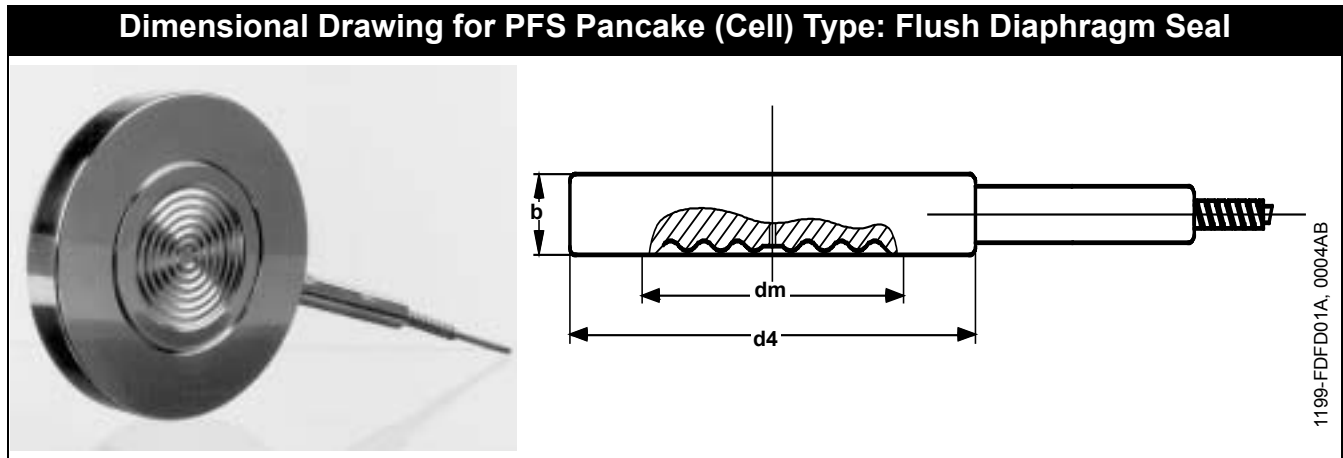 Dimensional Drawing for PFS Pancake (Cell) Type: Flush Diaphragm Seal
b
dm
d4
1199-FDFD01A, 0004AB